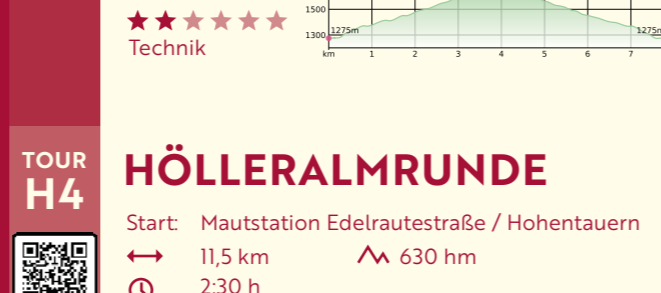 1500
1300
1275m
1275m
km 1 2 3 4 5 6 7
Technik
TOUR
H4
HÖLLERALMRUNDE
Start: Mautstation Edelrautestraße / Hohentauern
11,5 km 630 hm
2:30 h